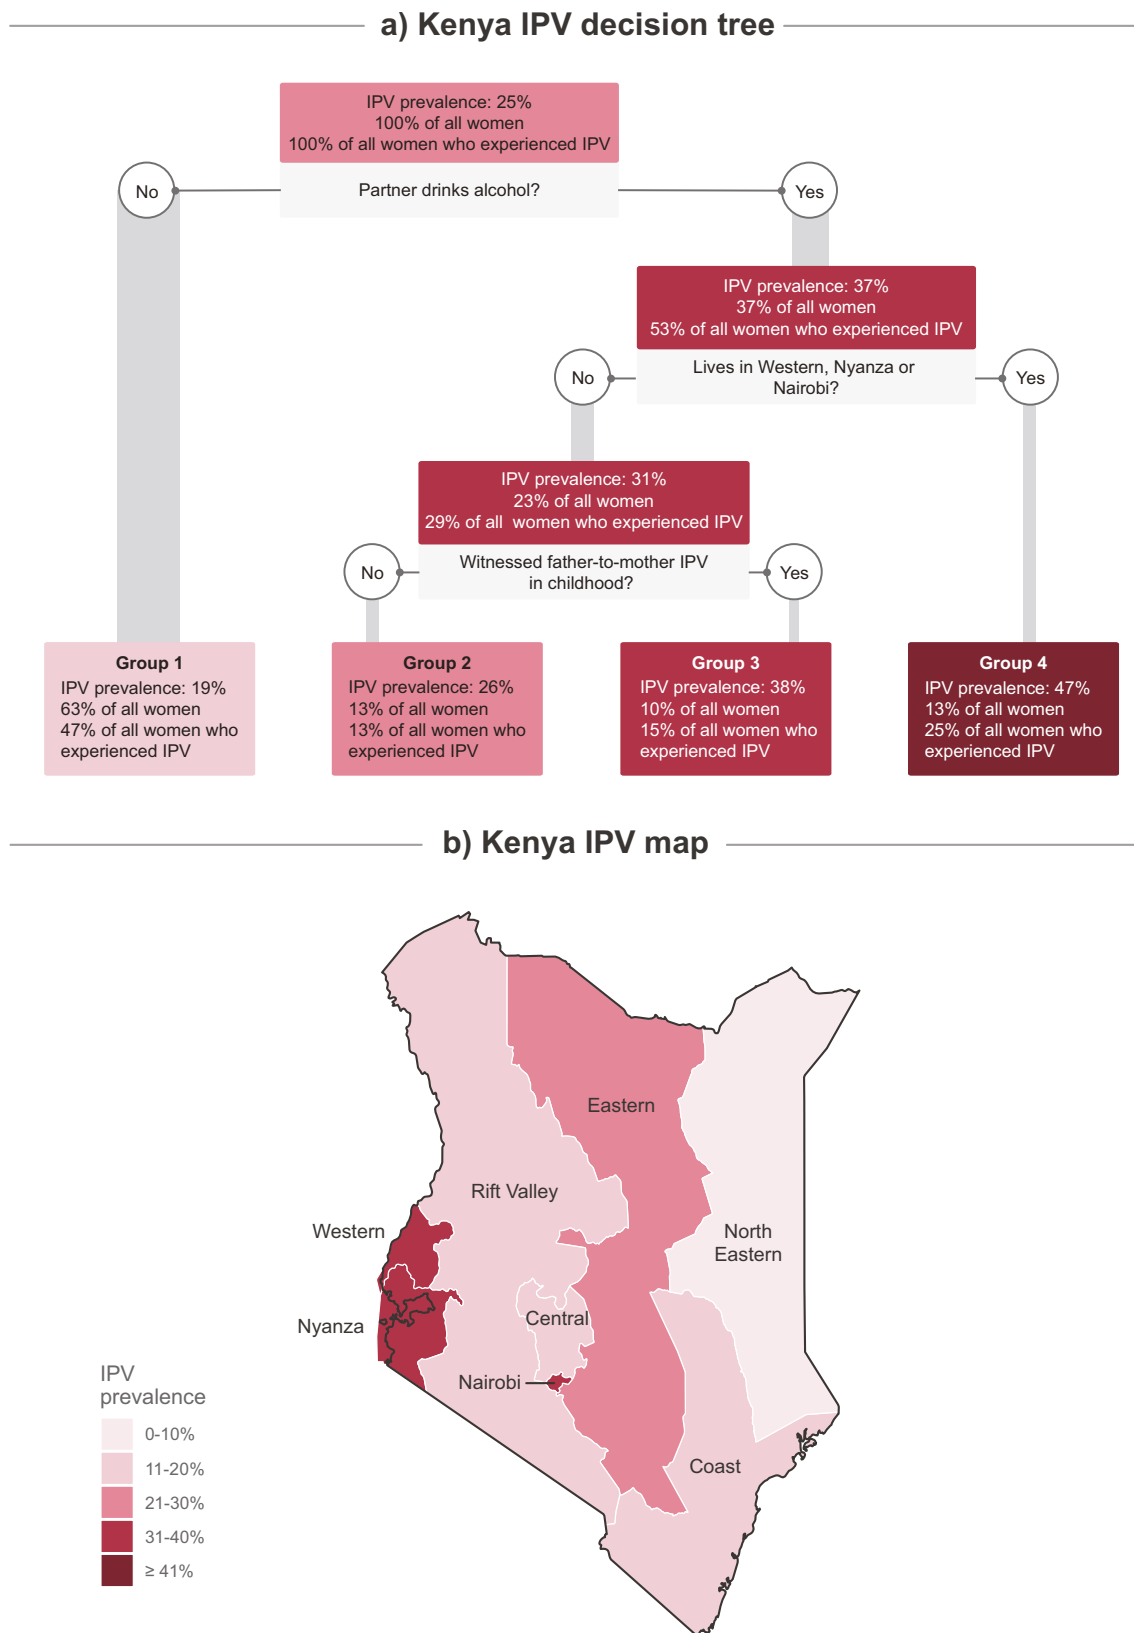 a) Kenya IPV decision tree
IPV prevalence: 25%
100% of all women
100% of all women who experienced IPV
No
Partner drinks alcohol?
Yes
IPV prevalence: 37%
37% of all women
53% of all women who experienced IPV
No
Lives in Western, Nyanza or
Nairobi?
Yes
IPV prevalence: 31%
23% of all women
29% of all women who experienced IPV
No
Witnessed father-to-mother IPV
in childhood?
Yes
Group 1
IPV prevalence: 19%
63% of all women
47% of all women who
experienced IPV
Group 2
IPV prevalence: 26%
13% of all women
13% of all women who
experienced IPV
Group 3
IPV prevalence: 38%
10% of all women
15% of all women who
experienced IPV
Group 4
IPV prevalence: 47%
13% of all women
25% of all women who
experienced IPV
b) Kenya IPV map
Eastern
Rift Valley
Western
North
Eastern
Central
Nyanza
Nairobi
Coast
IPV
prevalence
0-10%
11-20%
21-30%
31-40%
≥ 41%